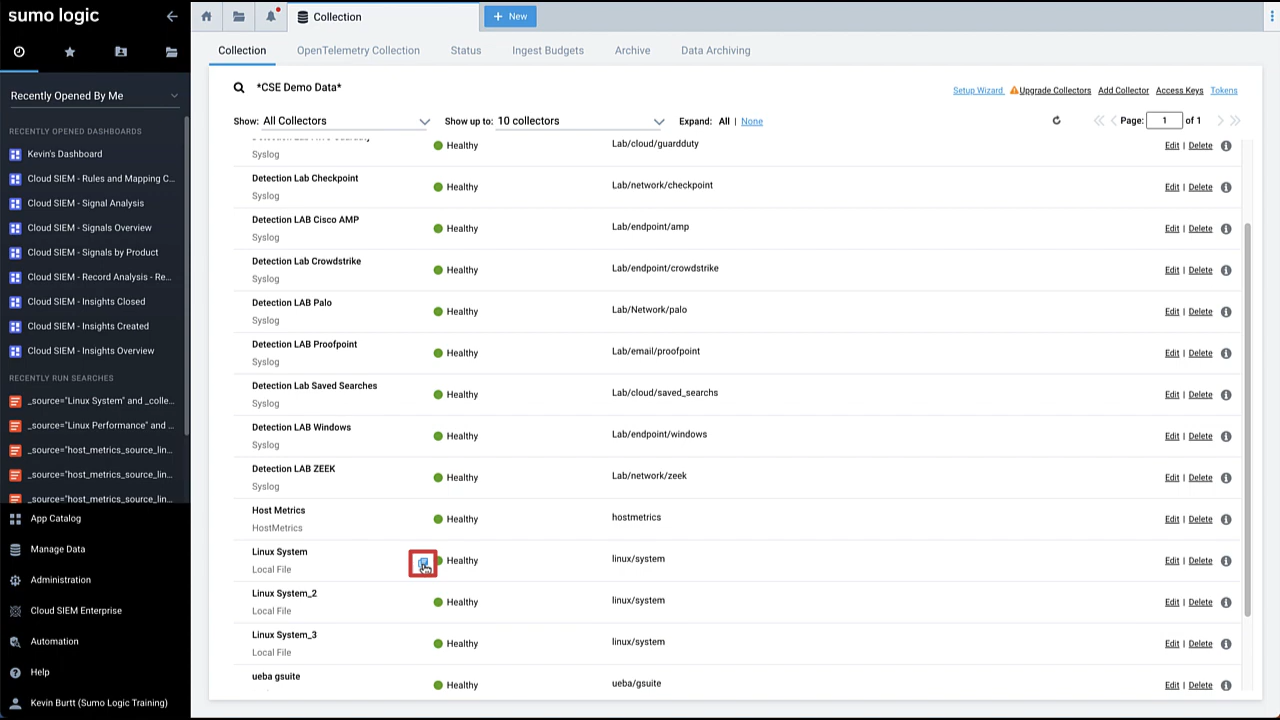 sumo logic
Collection
New
Collection
OpenTelemetry Collection
Status
Ingest Budgets
Archive
Data Archiving
Recently Opened By Me
*CSE Demo Data*
Setup Wizard
Upgrade Collectors
Add Collector
Access Keys
Tokens
Show: All Collectors
Show up to: 10 collectors
Expand: All | None
Page: 1 of 1
RECENTLY OPENED DASHBOARDS
Kevin's Dashboard
Cloud SIEM - Rules and Mapping C...
Cloud SIEM - Signal Analysis
Cloud SIEM - Signals Overview
Cloud SIEM - Signals by Product
Cloud SIEM - Record Analysis - Re...
Cloud SIEM - Insights Closed
Cloud SIEM - Insights Created
Cloud SIEM - Insights Overview
RECENTLY RUN SEARCHES
_source="Linux System" and _colle...
_source="Linux Performance" and ...
_source="host_metrics_source_lin...
_source="host_metrics_source_lin...
_source="host_metrics_source_lin...
App Catalog
Manage Data
Administration
Cloud SIEM Enterprise
Automation
Help
Kevin Burtt (Sumo Logic Training)
Healthy Lab/cloud/guardduty Edit | Delete
Syslog
Detection Lab Checkpoint
Healthy Lab/network/checkpoint Edit | Delete
Syslog
Detection LAB Cisco AMP
Healthy Lab/endpoint/amp Edit | Delete
Syslog
Detection Lab Crowdstrike
Healthy Lab/endpoint/crowdstrike Edit | Delete
Syslog
Detection LAB Palo
Healthy Lab/Network/palo Edit | Delete
Syslog
Detection LAB Proofpoint
Healthy Lab/email/proofpoint Edit | Delete
Syslog
Detection Lab Saved Searches
Healthy Lab/cloud/saved_searchs Edit | Delete
Syslog
Detection LAB Windows
Healthy Lab/endpoint/windows Edit | Delete
Syslog
Detection LAB ZEEK
Healthy Lab/network/zeek Edit | Delete
Syslog
Host Metrics
Healthy hostmetrics Edit | Delete
HostMetrics
Linux System
Healthy linux/system Edit | Delete
Local File
Linux System_2
Healthy linux/system Edit | Delete
Local File
Linux System_3
Healthy linux/system Edit | Delete
Local File
ueba gsuite
Healthy ueba/gsuite Edit | Delete